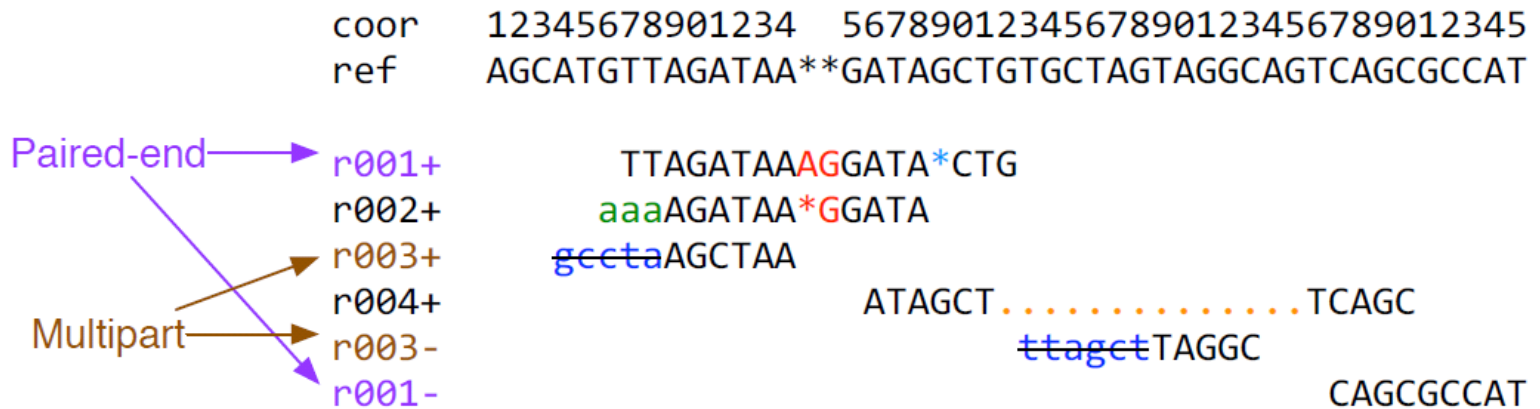 coor 12345678901234 5678901234567890123456789012345
ref AGCATGTTAGATAA**GATAGCTGTGCTAGTAGGCAGTCAGCGCCAT
Paired-end
r001+ TTAGATAAAGGATA*CTG
r002+ aaaAGATAA*GGATA
r003+ gcctaAGCTAA
r004+ ATAGCT..............TCAGC
Multipart
r003- ttagctTAGGC
r001- CAGCGCCAT